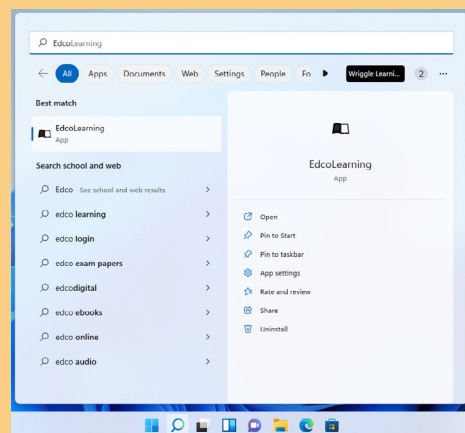 EdcoLearning
All Apps Documents Web Settings People Fo Wriggle Learni... 2 ...
Best match
EdcoLearning
App
Search school and web
Edco See school and web results
edco learning
edco login
edco exam papers
edcodigital
edco ebooks
edco online
edco audio
EdcoLearning
App
Open
Pin to Start
Pin to taskbar
App settings
Rate and review
Share
Uninstall